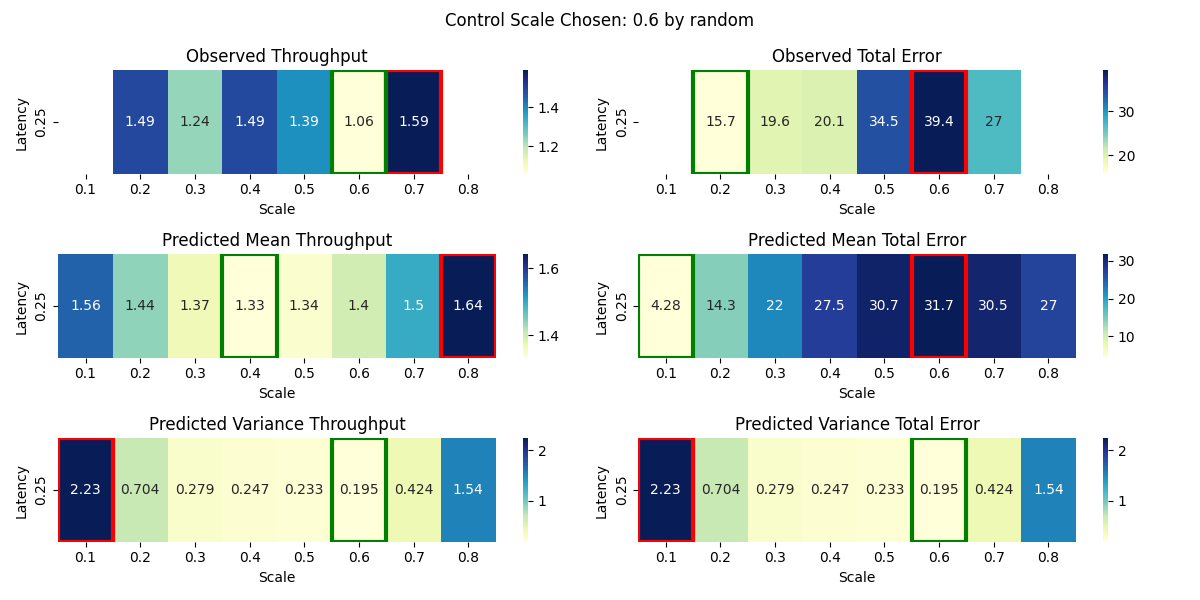 Control Scale Chosen: 0.6 by random
Observed Throughput
Latency
0.25
1.49 1.24 1.49 1.39 1.06 1.59
1.4
1.2
0.1 0.2 0.3 0.4 0.5 0.6 0.7 0.8
Scale
Observed Total Error
Latency
0.25
15.7 19.6 20.1 34.5 39.4 27
30
20
0.1 0.2 0.3 0.4 0.5 0.6 0.7 0.8
Scale
Predicted Mean Throughput
Latency
0.25
1.56 1.44 1.37 1.33 1.34 1.4 1.5 1.64
1.6
1.4
0.1 0.2 0.3 0.4 0.5 0.6 0.7 0.8
Scale
Predicted Mean Total Error
Latency
0.25
4.28 14.3 22 27.5 30.7 31.7 30.5 27
30
20
10
0.1 0.2 0.3 0.4 0.5 0.6 0.7 0.8
Scale
Predicted Variance Throughput
Latency
0.25
2.23 0.704 0.279 0.247 0.233 0.195 0.424 1.54
2
1
0.1 0.2 0.3 0.4 0.5 0.6 0.7 0.8
Scale
Predicted Variance Total Error
Latency
0.25
2.23 0.704 0.279 0.247 0.233 0.195 0.424 1.54
2
1
0.1 0.2 0.3 0.4 0.5 0.6 0.7 0.8
Scale